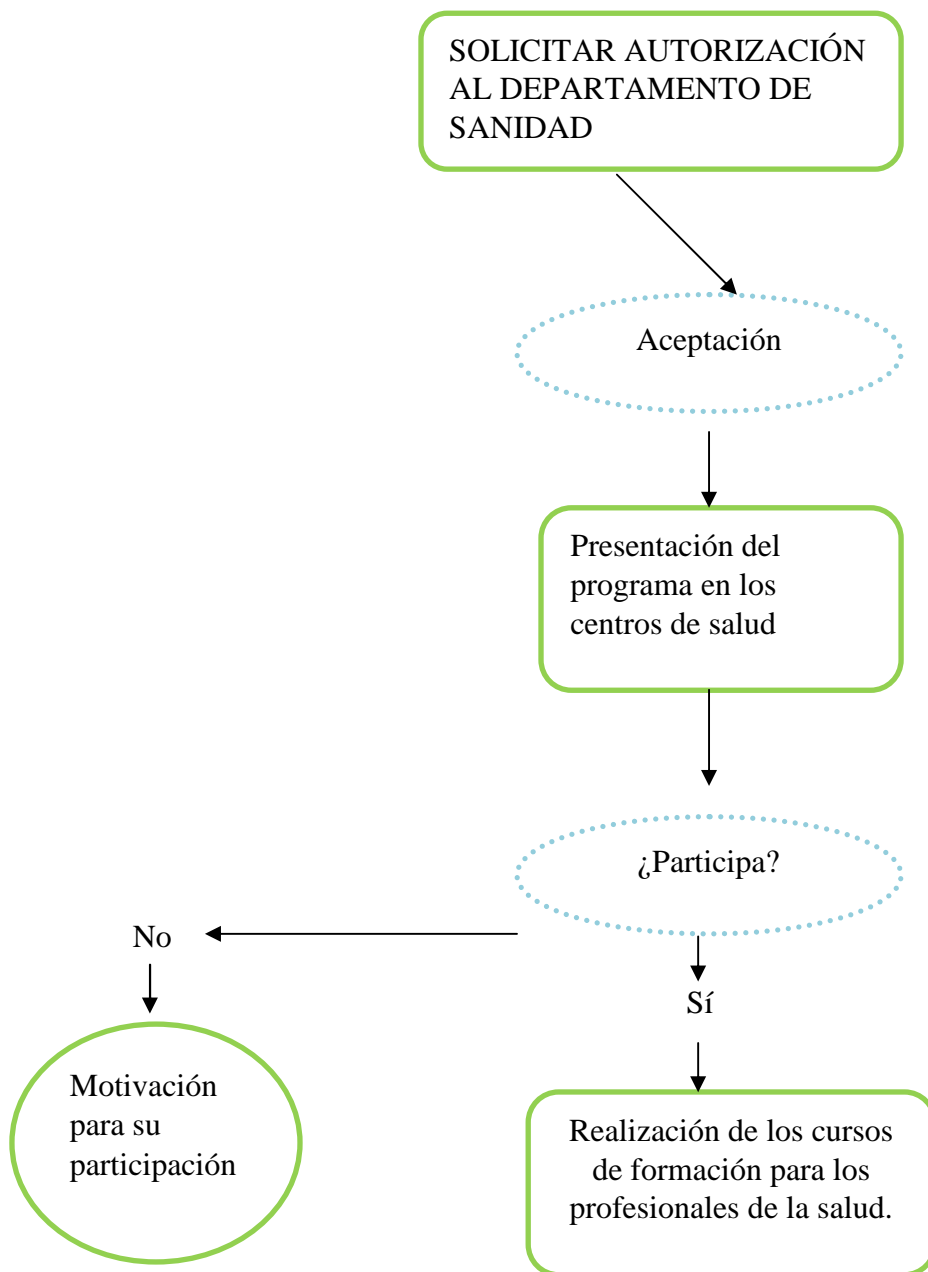 SOLICITAR AUTORIZACIÓN
AL DEPARTAMENTO DE
SANIDAD
Aceptación
Presentación del
programa en los
centros de salud
¿Participa?
No
Sí
Motivación
para su
participación
Realización de los cursos
de formación para los
profesionales de la salud.